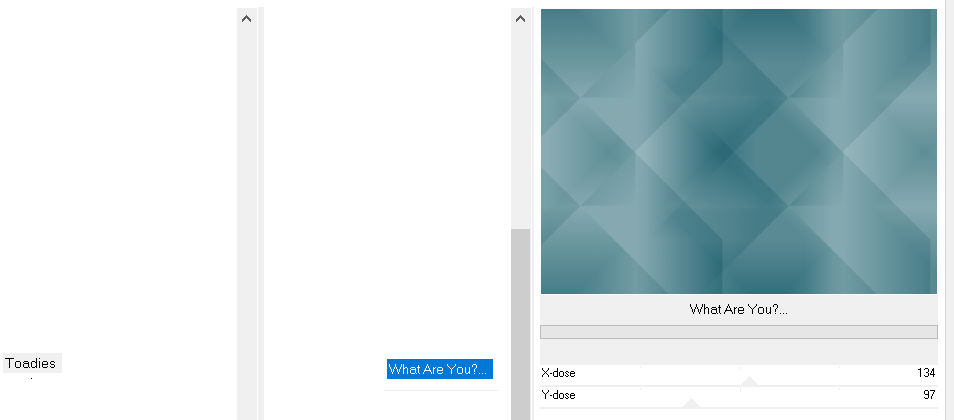 What Are You?...
Toadies
What Are You?...
X-dose 134
Y-dose 97